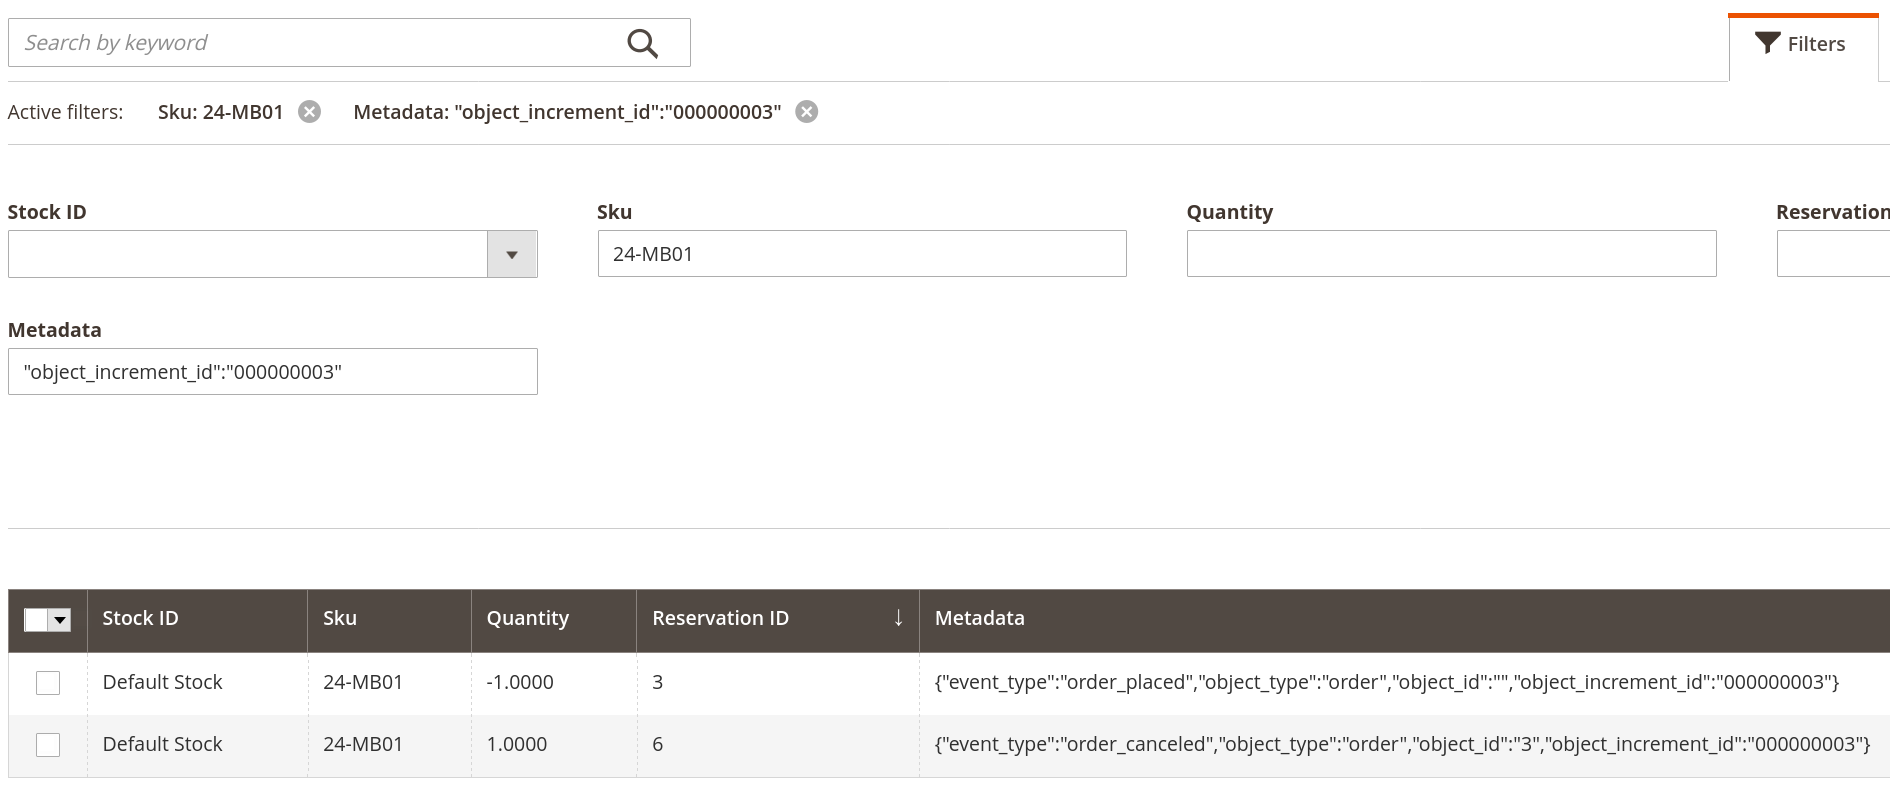 Search by keyword
Filters
Active filters: Sku: 24-MB01 Metadata: "object_increment_id":"000000003"
Stock ID Sku Quantity Reservation
24-MB01
Metadata
"object_increment_id":"000000003"
Stock ID Sku Quantity Reservation ID ↓ Metadata
Default Stock 24-MB01 -1.0000 3 {"event_type":"order_placed","object_type":"order","object_id":"","object_increment_id":"000000003"}
Default Stock 24-MB01 1.0000 6 {"event_type":"order_canceled","object_type":"order","object_id":"3","object_increment_id":"000000003"}